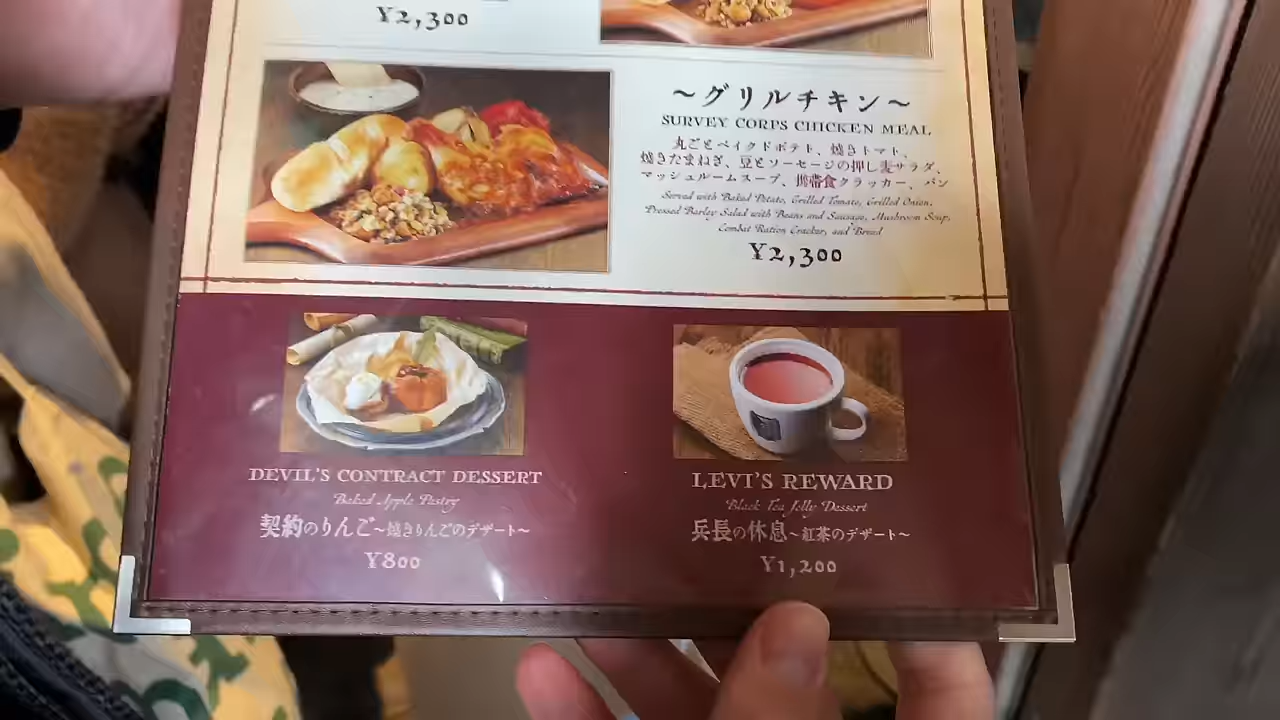 ¥2,300
～グリルチキン～
SURVEY CORPS CHICKEN MEAL
丸ごとベイクドポテト、焼きトマト、
焼きたまねぎ、豆とソーセージの押し麦サラダ、
マッシュルームスープ、携帯食クラッカー、パン
Served with Baked Potato, Grilled Tomato, Grilled Onion,
Pressed Barley Salad with Beans and Sausage, Mushroom Soup,
Combat Ration Cracker, and Bread
¥2,300
DEVIL'S CONTRACT DESSERT
Baked Apple Pastry
契約のりんご～焼きりんごのデザート～
¥800
LEVI'S REWARD
Black Tea Jelly Dessert
兵長の休息～紅茶のデザート～
¥1,200